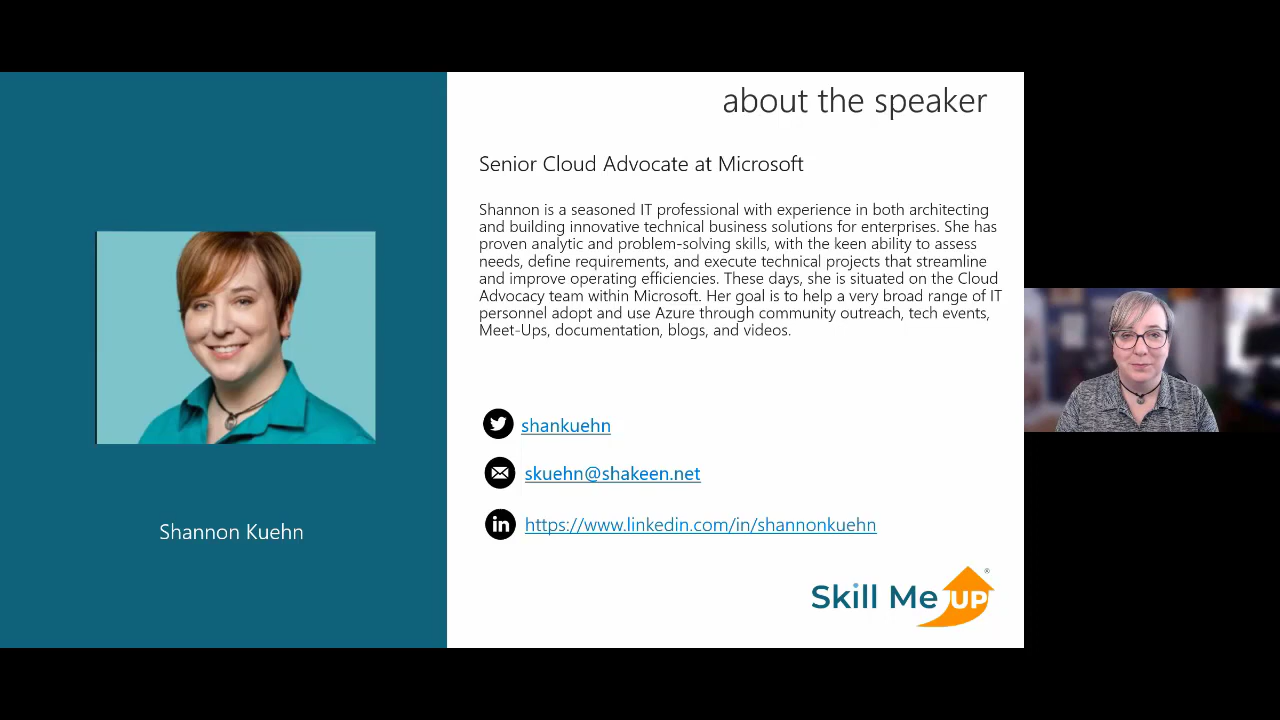 about the speaker
Senior Cloud Advocate at Microsoft
Shannon is a seasoned IT professional with experience in both architecting
and building innovative technical business solutions for enterprises. She has
proven analytic and problem-solving skills, with the keen ability to assess
needs, define requirements, and execute technical projects that streamline
and improve operating efficiencies. These days, she is situated on the Cloud
Advocacy team within Microsoft. Her goal is to help a very broad range of IT
personnel adopt and use Azure through community outreach, tech events,
Meet-Ups, documentation, blogs, and videos.
shankuehn
skuehn@shakeen.net
in https://www.linkedin.com/in/shannonkuehn
Shannon Kuehn
Skill Me UP ®